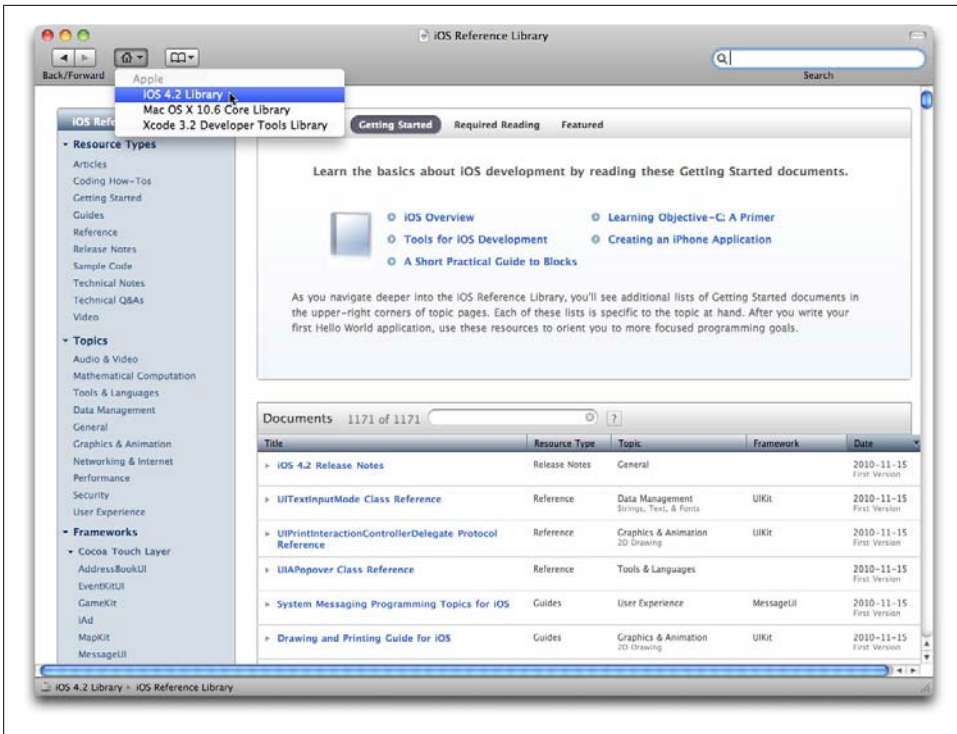 iOS Reference Library
Back/Forward
Search
Apple
iOS 4.2 Library
Mac OS X 10.6 Core Library
Xcode 3.2 Developer Tools Library
iOS Refe
Getting Started Required Reading Featured
Resource Types
Articles
Coding How-Tos
Getting Started
Guides
Reference
Release Notes
Sample Code
Technical Notes
Technical Q&As
Video
Topics
Audio & Video
Mathematical Computation
Tools & Languages
Data Management
General
Graphics & Animation
Networking & Internet
Performance
Security
User Experience
Frameworks
Cocoa Touch Layer
AddressBookUI
EventKitUI
GameKit
iAd
MapKit
MessageUI
Learn the basics about iOS development by reading these Getting Started documents.
iOS Overview
Tools for iOS Development
A Short Practical Guide to Blocks
Learning Objective-C: A Primer
Creating an iPhone Application
As you navigate deeper into the iOS Reference Library, you'll see additional lists of Getting Started documents in
the upper-right corners of topic pages. Each of these lists is specific to the topic at hand. After you write your
first Hello World application, use these resources to orient you to more focused programming goals.
Documents 1171 of 1171 ?
Title Resource Type Topic Framework Date
iOS 4.2 Release Notes Release Notes General 2010-11-15
First Version
UITextInputMode Class Reference Reference Data Management UIKit 2010-11-15
Strings, Text, & Fonts First Version
UIPrintInteractionControllerDelegate Protocol Reference Graphics & Animation UIKit 2010-11-15
Reference 2D Drawing First Version
UIAPopover Class Reference Reference Tools & Languages 2010-11-15
First Version
System Messaging Programming Topics for iOS Guides User Experience MessageUI 2010-11-15
First Version
Drawing and Printing Guide for iOS Guides Graphics & Animation UIKit 2010-11-15
2D Drawing First Version
iOS 4.2 Library iOS Reference Library